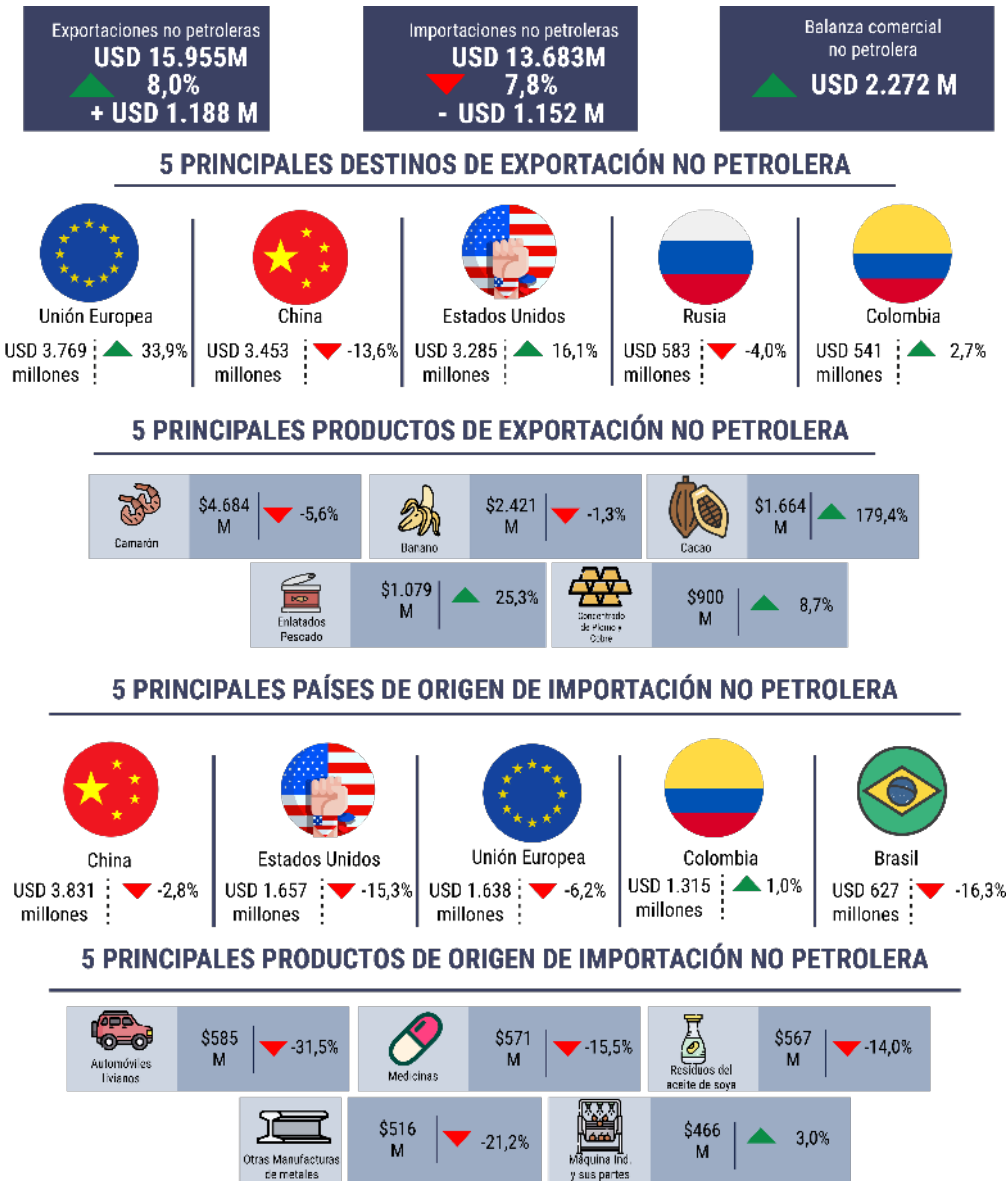 Exportaciones no petroleras
USD 15.955M
8,0%
+ USD 1.188 M
Importaciones no petroleras
USD 13.683M
7,8%
- USD 1.152 M
Balanza comercial
no petrolera
USD 2.272 M
5 PRINCIPALES DESTINOS DE EXPORTACIÓN NO PETROLERA
Unión Europea
USD 3.769
millones
33,9%
China
USD 3.453
millones
-13,6%
Estados Unidos
USD 3.285
millones
16,1%
Rusia
USD 583
millones
-4,0%
Colombia
USD 541
millones
2,7%
5 PRINCIPALES PRODUCTOS DE EXPORTACIÓN NO PETROLERA
Camarón
$4.684
M
-5,6%
Banano
$2.421
M
-1,3%
Cacao
$1.664
M
179,4%
Enlatados
Pescado
$1.079
M
25,3%
Concentrado
de Plomo y
Cobre
$900
M
8,7%
5 PRINCIPALES PAÍSES DE ORIGEN DE IMPORTACIÓN NO PETROLERA
China
USD 3.831
millones
-2,8%
Estados Unidos
USD 1.657
millones
-15,3%
Unión Europea
USD 1.638
millones
-6,2%
Colombia
USD 1.315
millones
1,0%
Brasil
USD 627
millones
-16,3%
5 PRINCIPALES PRODUCTOS DE ORIGEN DE IMPORTACIÓN NO PETROLERA
Automóviles
livianos
$585
M
-31,5%
Medicinas
$571
M
-15,5%
Residuos del
aceite de soya
$567
M
-14,0%
Otras Manufacturas
de metales
$516
M
-21,2%
Máquina Ind.
y sus partes
$466
M
3,0%